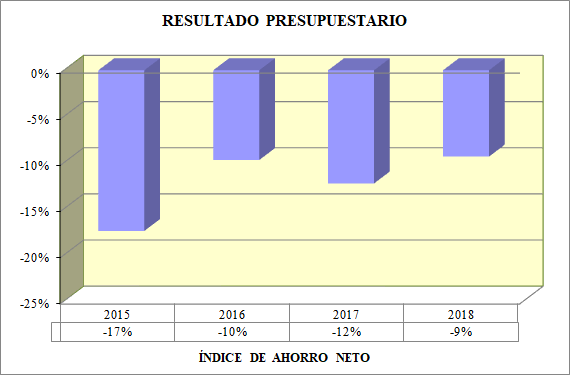 RESULTADO PRESUPUESTARIO
0%
-5%
-10%
-15%
-20%
-25%
2015 2016 2017 2018
-17% -10% -12% -9%
ÍNDICE DE AHORRO NETO